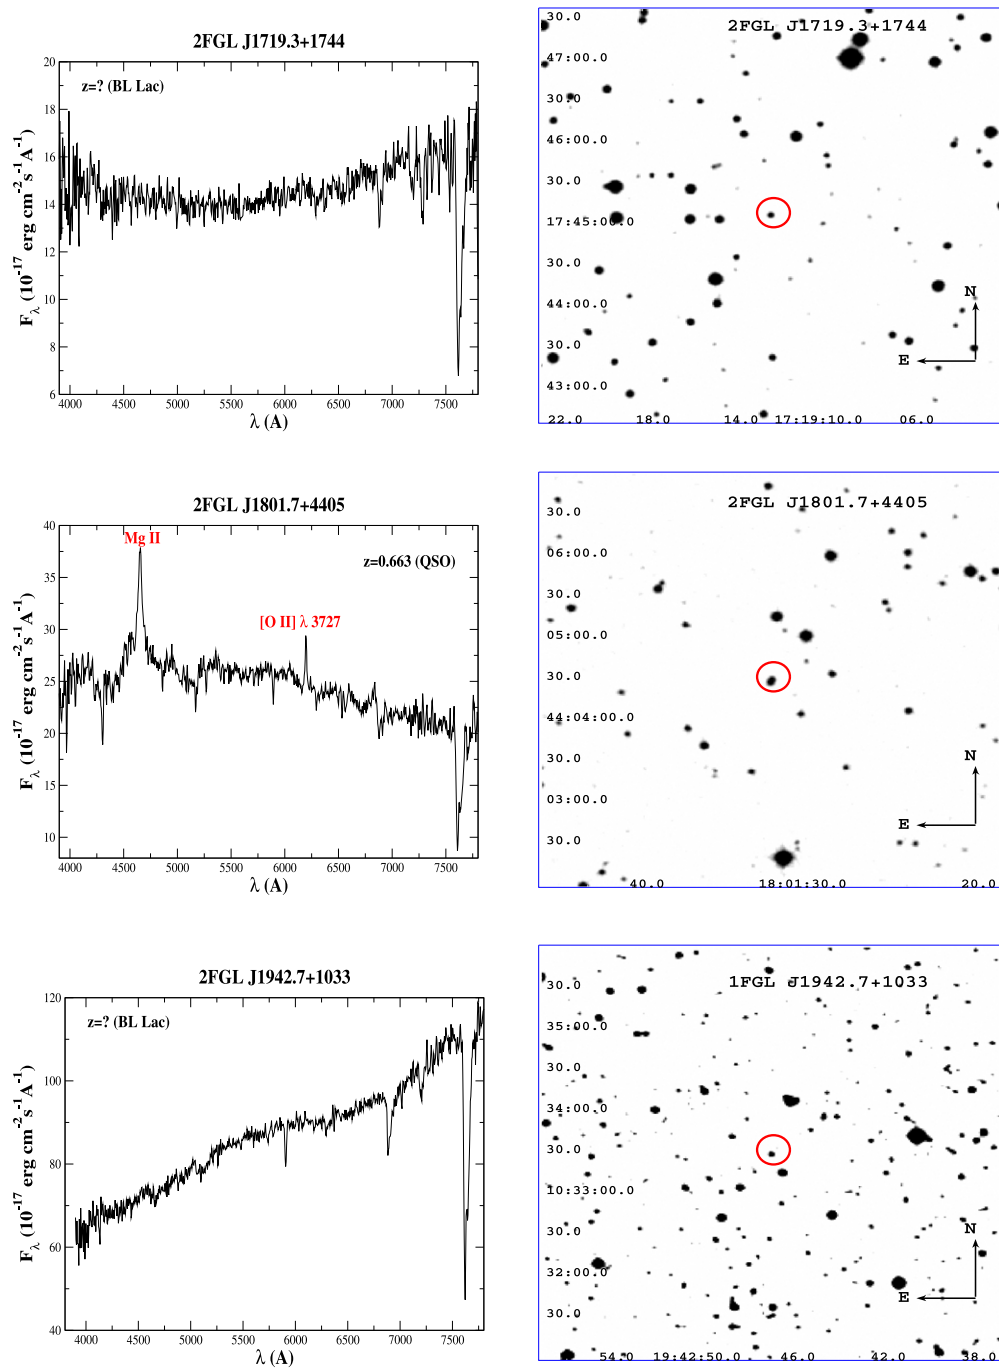 2FGL J1719.3+1744
z=? (BL Lac)
20
18
16
14
12
10
8
6
F_λ (10^-17 erg cm^-2 s^-1 A^-1)
4000 4500 5000 5500 6000 6500 7000 7500
λ (A)
2FGL J1719.3+1744
30.0
47:00.0
30.0
46:00.0
30.0
17:45:00.0
30.0
44:00.0
30.0
43:00.0
N
E
22.0 18.0 14.0 17:19:10.0 06.0
2FGL J1801.7+4405
Mg II
z=0.663 (QSO)
[O II] λ 3727
40
35
30
25
20
15
10
F_λ (10^-17 erg cm^-2 s^-1 A^-1)
4000 4500 5000 5500 6000 6500 7000 7500
λ (A)
2FGL J1801.7+4405
30.0
06:00.0
30.0
05:00.0
30.0
44:04:00.0
30.0
03:00.0
30.0
N
E
40.0 18:01:30.0 20.0
2FGL J1942.7+1033
z=? (BL Lac)
120
100
80
60
40
F_λ (10^-17 erg cm^-2 s^-1 A^-1)
4000 4500 5000 5500 6000 6500 7000 7500
λ (A)
1FGL J1942.7+1033
30.0
35:00.0
30.0
34:00.0
30.0
10:33:00.0
30.0
32:00.0
30.0
N
E
54.0 19:42:50.0 46.0 42.0 38.0